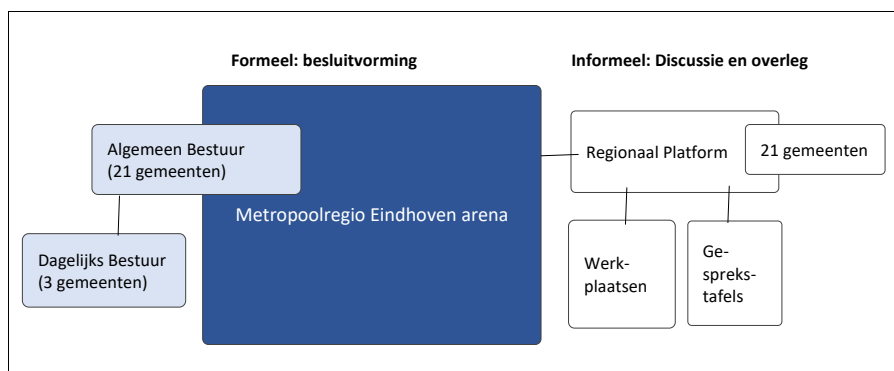 Formeel: besluitvorming
Informeel: Discussie en overleg
Algemeen Bestuur
(21 gemeenten)
Regionaal Platform
21 gemeenten
Metropoolregio Eindhoven arena
Dagelijks Bestuur
(3 gemeenten)
Werk-
plaatsen
Ge-
spreks-
tafels